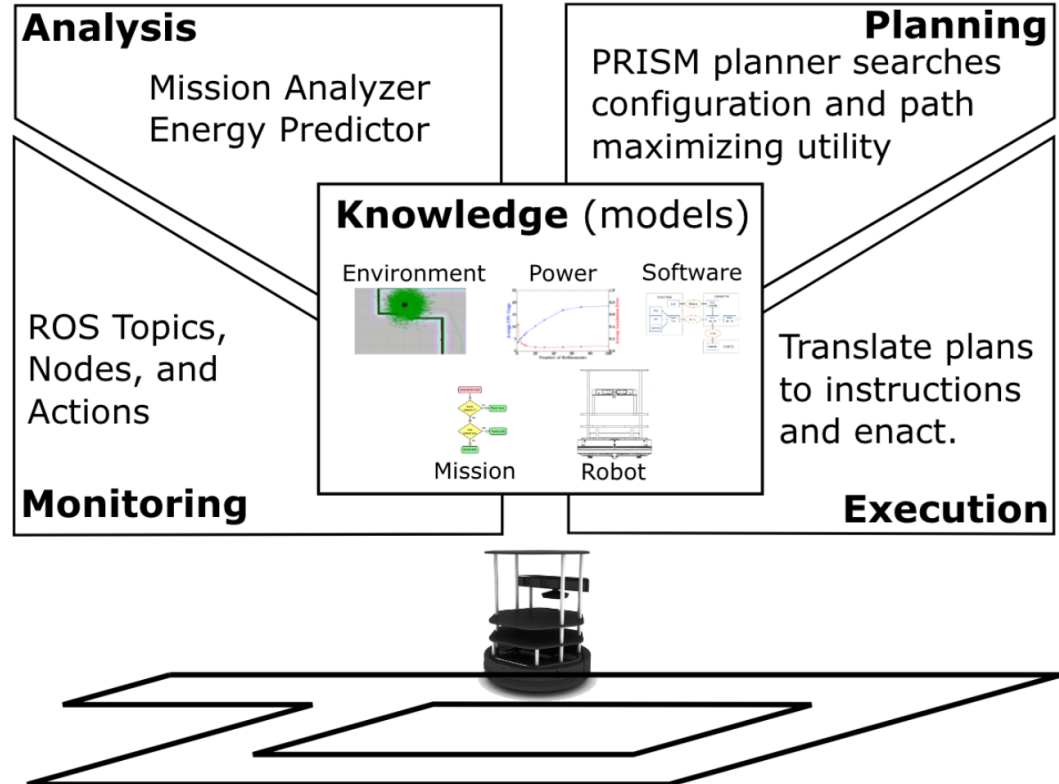 Analysis
Mission Analyzer
Energy Predictor
Planning
PRISM planner searches
configuration and path
maximizing utility
Knowledge (models)
Environment
Power
Software
Mission
Robot
ROS Topics,
Nodes, and
Actions
Monitoring
Translate plans
to instructions
and enact.
Execution